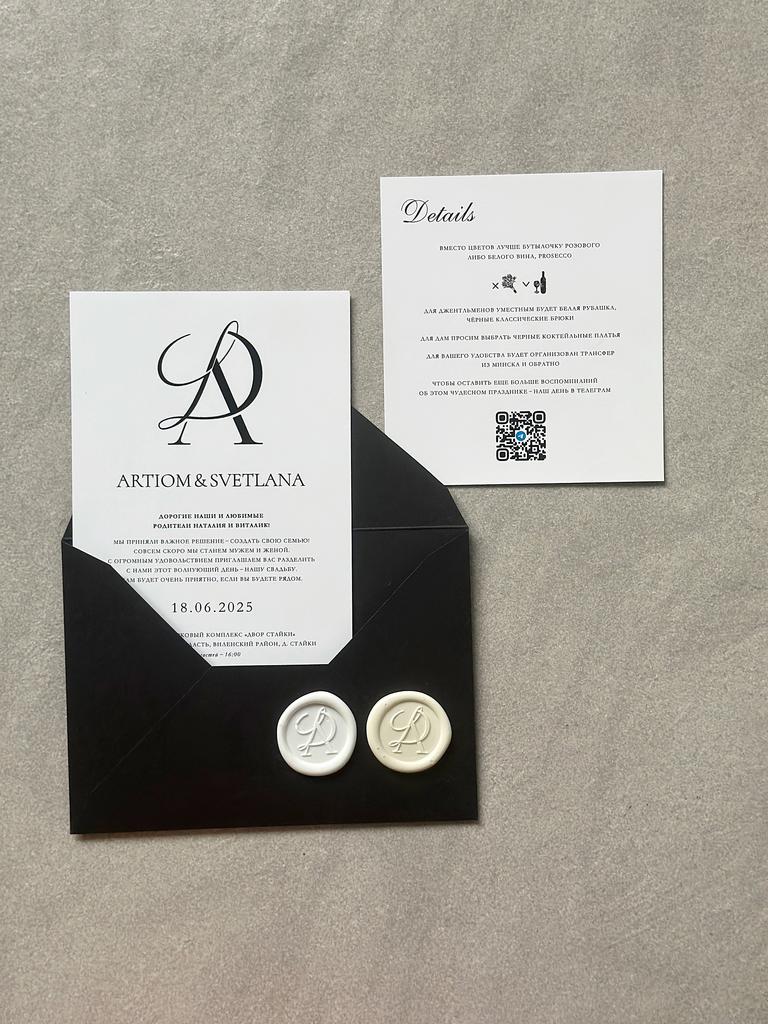 ARTIOM & SVETLANA
ДОРОГИЕ НАШИ И ЛЮБИМЫЕ
РОДИТЕЛИ НАТАЛИЯ И ВИТАЛИК!
МЫ ПРИНЯЛИ ВАЖНОЕ РЕШЕНИЕ – СОЗДАТЬ СВОЮ СЕМЬЮ!
СОВСЕМ СКОРО МЫ СТАНЕМ МУЖЕМ И ЖЕНОЙ.
С ОГРОМНЫМ УДОВОЛЬСТВИЕМ ПРИГЛАШАЕМ ВАС РАЗДЕЛИТЬ
С НАМИ ЭТОТ ВОЛНУЮЩИЙ ДЕНЬ – НАШУ СВАДЬБУ.
БУДЕТ ОЧЕНЬ ПРИЯТНО, ЕСЛИ ВЫ БУДЕТЕ РЯДОМ.
18.06.2025
КОМПЛЕКС «ДВОР СТАЙКИ»
ВИЛЕНСКИЙ РАЙОН, Д. СТАЙКИ
– 16:00
Details
ВМЕСТО ЦВЕТОВ ЛУЧШЕ БУТЫЛОЧКУ РОЗОВОГО
ЛИБО БЕЛОГО ВИНА, PROSECCO
ДЛЯ ДЖЕНТЛЬМЕНОВ УМЕСТНЫМ БУДЕТ БЕЛАЯ РУБАШКА,
ЧЁРНЫЕ КЛАССИЧЕСКИЕ БРЮКИ
ДЛЯ ДАМ ПРОСИМ ВЫБРАТЬ ЧЕРНЫЕ КОКТЕЙЛЬНЫЕ ПЛАТЬЯ
ДЛЯ ВАШЕГО УДОБСТВА БУДЕТ ОРГАНИЗОВАН ТРАНСФЕР
ИЗ МИНСКА И ОБРАТНО
ЧТОБЫ ОСТАВИТЬ ЕЩЕ БОЛЬШЕ ВОСПОМИНАНИЙ
ОБ ЭТОМ ЧУДЕСНОМ ПРАЗДНИКЕ – НАШ ДЕНЬ В ТЕЛЕГРАМ